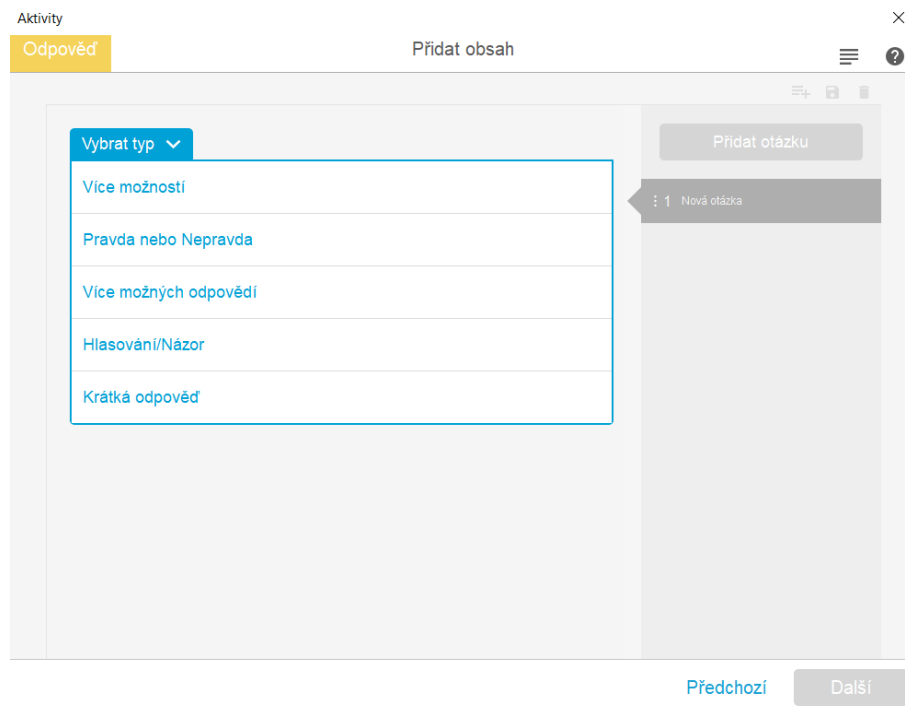 Aktivity
Odpověď
Přidat obsah
Vybrat typ
Více možností
Pravda nebo Nepravda
Více možných odpovědí
Hlasování/Názor
Krátká odpověď
Přidat otázku
1 Nová otázka
Předchozí
Další